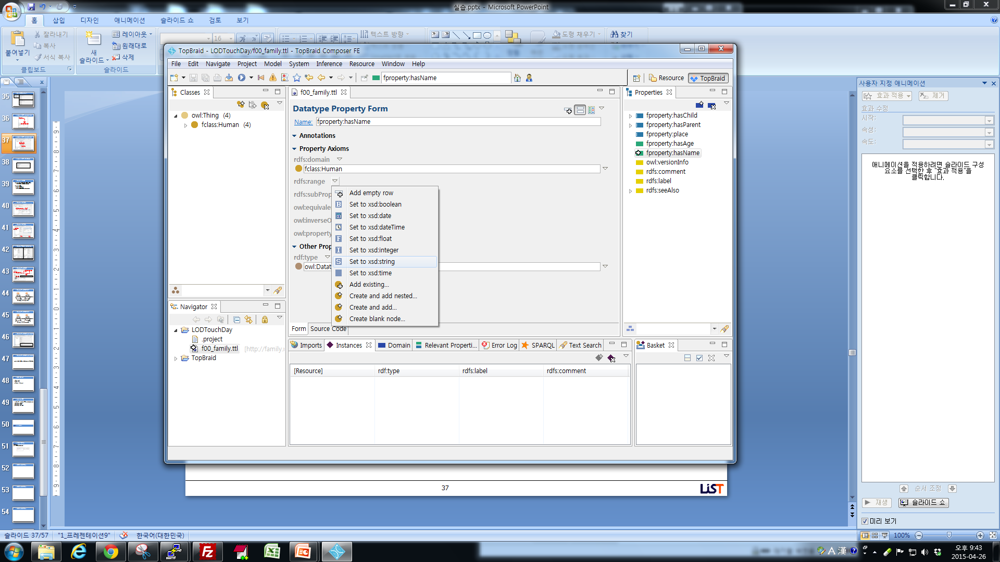 실습.pptx - Microsoft PowerPoint
홈 삽입 디자인 애니메이션 슬라이드 쇼 검토 보기
붙여넣기
잘라내기
복사
서식 복사
클립보드
새
슬라이드
레이아웃
원래대로
삭제
슬라이드
16
텍스트 방향
도형 채우기
찾기
TopBraid - LODTouchDay/f00_family.ttl - TopBraid Composer FE
File Edit Navigate Project Model System Inference Resource Window Help
fproperty:hasName
Resource TopBraid
Classes
owl:Thing (4)
fclass:Human (4)
f00_family.ttl
Datatype Property Form
Name: fproperty:hasName
Annotations
Property Axioms
rdfs:domain
fclass:Human
rdfs:range
rdfs:subProp
owl:equivale
owl:inverseO
owl:property
Other Prop
rdf:type
owl:Datat
Add empty row
Set to xsd:boolean
Set to xsd:date
Set to xsd:dateTime
Set to xsd:float
Set to xsd:integer
Set to xsd:string
Set to xsd:time
Add existing...
Create and add nested...
Create and add...
Create blank node...
Form Source Code
Properties
fproperty:hasChild
fproperty:hasParent
fproperty:place
fproperty:hasAge
fproperty:hasName
owl:versionInfo
rdfs:comment
rdfs:label
rdfs:seeAlso
Navigator
LODTouchDay
.project
f00_family.ttl [http://family.r
TopBraid
Imports Instances Domain Relevant Properti... Error Log SPARQL Text Search
[Resource] rdf:type rdfs:label rdfs:comment
Basket
사용자 지정 애니메이션
효과 적용 제거
효과 수정
시작:
속성:
속도:
애니메이션을 적용하려면 슬라이드 구성
요소를 선택한 후 "효과 적용"을
클릭합니다.
순서 조정
재생 슬라이드 쇼
미리 보기
35
36
37
38
39
40
41
42
43
44
45
46
47
48
49
50
51
52
53
54
37
LiST
슬라이드 37/57 "1_프레젠테이션9" 한국어(대한민국)
100%
A 漢
오후 9:43
2015-04-26